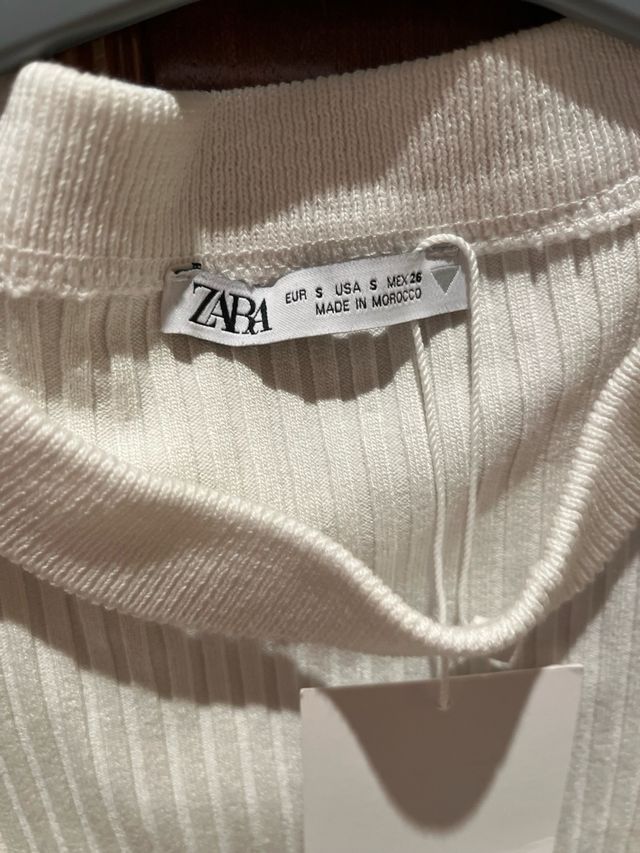 ZARA
EUR S USA S MEX 26
MADE IN MOROCCO